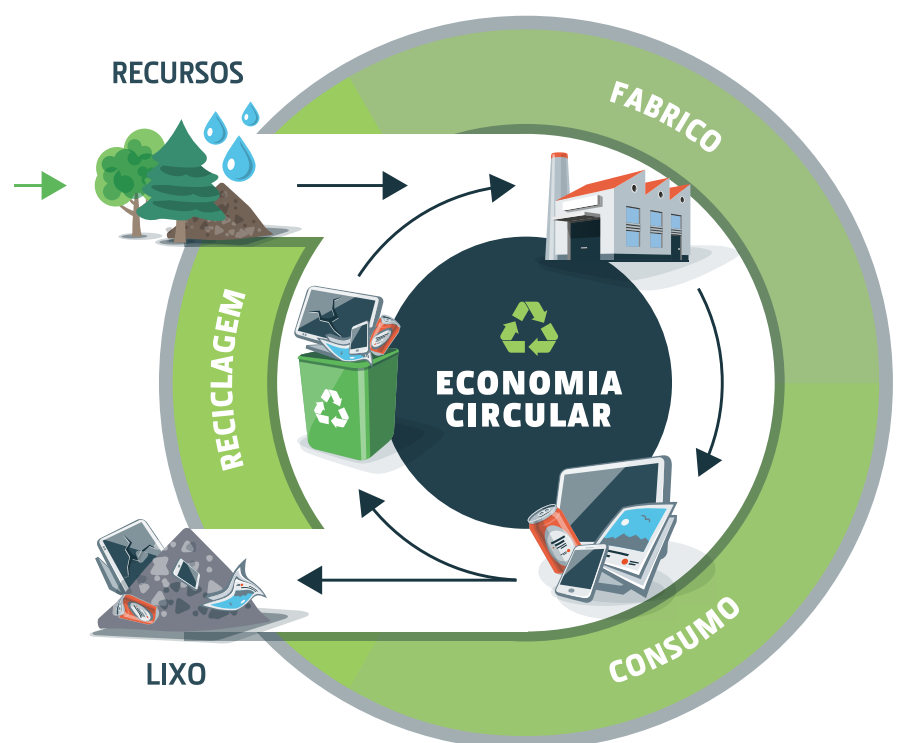 RECURSOS
FABRICO
RECICLAGEM
ECONOMIA
CIRCULAR
CONSUMO
LIXO